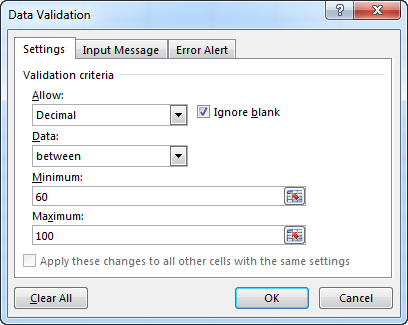 Data Validation
Settings Input Message Error Alert
Validation criteria
Allow:
Decimal Ignore blank
Data:
between
Minimum:
60
Maximum:
100
Apply these changes to all other cells with the same settings
Clear All OK Cancel